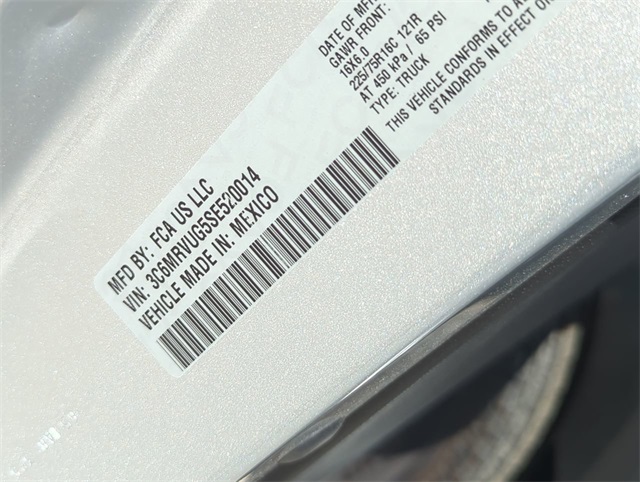 MFD BY: FCA US LLC
VIN: 3C6MRVUG5SE520014
VEHICLE MADE IN: MEXICO
DATE OF MFR
GAWR FRONT:
16X6.0
225/75R16C 121R
AT 450 kPa / 65 PSI
TYPE: TRUCK
THIS VEHICLE CONFORMS TO
STANDARDS IN EFFECT